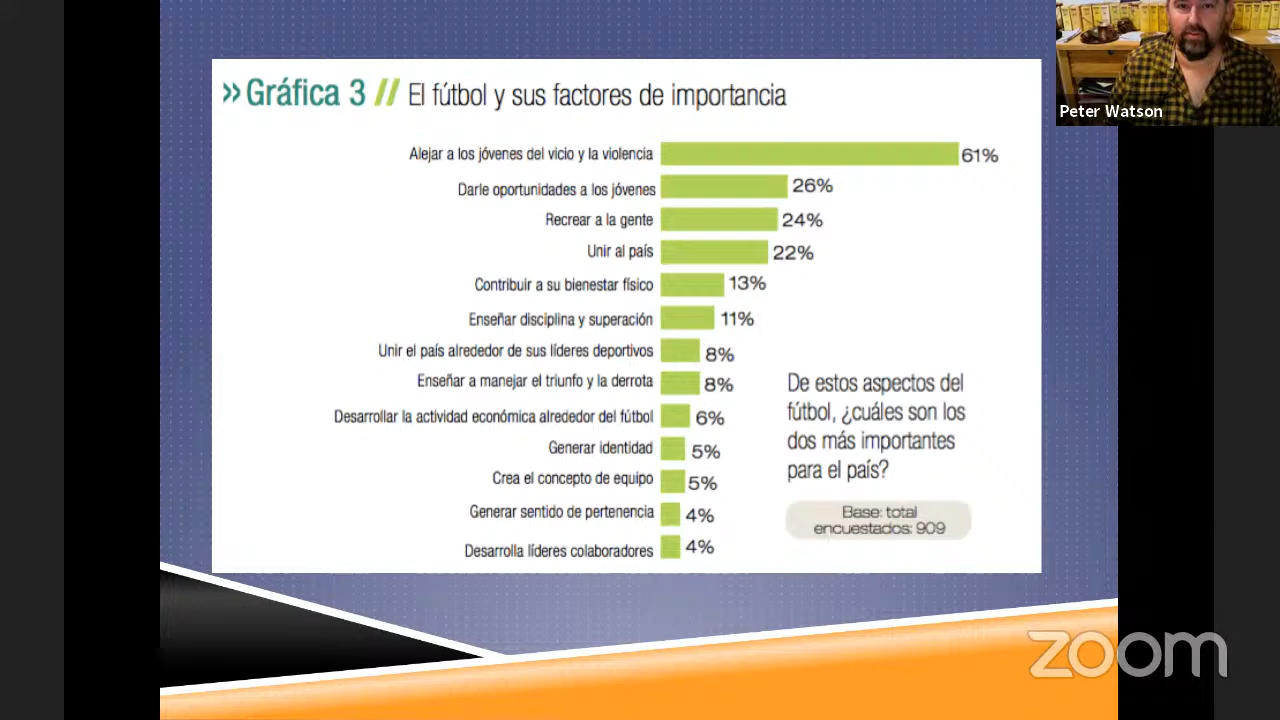 Peter Watson
»Gráfica 3 // El fútbol y sus factores de importancia
Alejar a los jóvenes del vicio y la violencia 61%
Darle oportunidades a los jóvenes 26%
Recrear a la gente 24%
Unir al país 22%
Contribuir a su bienestar físico 13%
Enseñar disciplina y superación 11%
Unir el país alrededor de sus líderes deportivos 8%
Enseñar a manejar el triunfo y la derrota 8%
Desarrollar la actividad económica alrededor del fútbol 6%
Generar identidad 5%
Crea el concepto de equipo 5%
Generar sentido de pertenencia 4%
Desarrolla líderes colaboradores 4%
De estos aspectos del
fútbol, ¿cuáles son los
dos más importantes
para el país?
Base: total
encuestados: 909
zoom